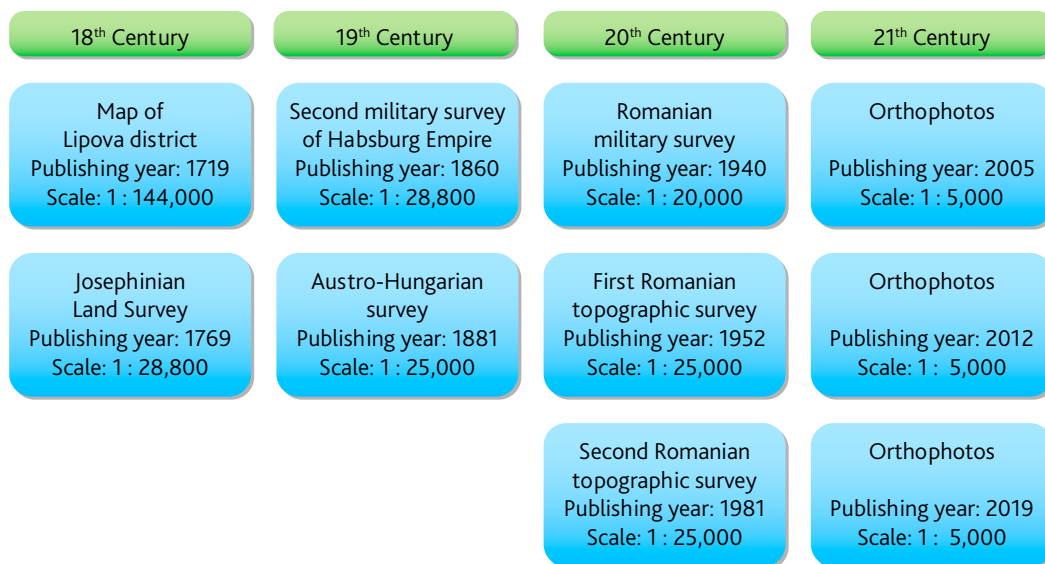 18th Century
Map of
Lipova district
Publishing year: 1719
Scale: 1 : 144,000
Josephinian
Land Survey
Publishing year: 1769
Scale: 1 : 28,800
19th Century
Second military survey
of Habsburg Empire
Publishing year: 1860
Scale: 1 : 28,800
Austro-Hungarian
survey
Publishing year: 1881
Scale: 1 : 25,000
20th Century
Romanian
military survey
Publishing year: 1940
Scale: 1 : 20,000
First Romanian
topographic survey
Publishing year: 1952
Scale: 1 : 25,000
Second Romanian
topographic survey
Publishing year: 1981
Scale: 1 : 25,000
21th Century
Orthophotos
Publishing year: 2005
Scale: 1 : 5,000
Orthophotos
Publishing year: 2012
Scale: 1 : 5,000
Orthophotos
Publishing year: 2019
Scale: 1 : 5,000